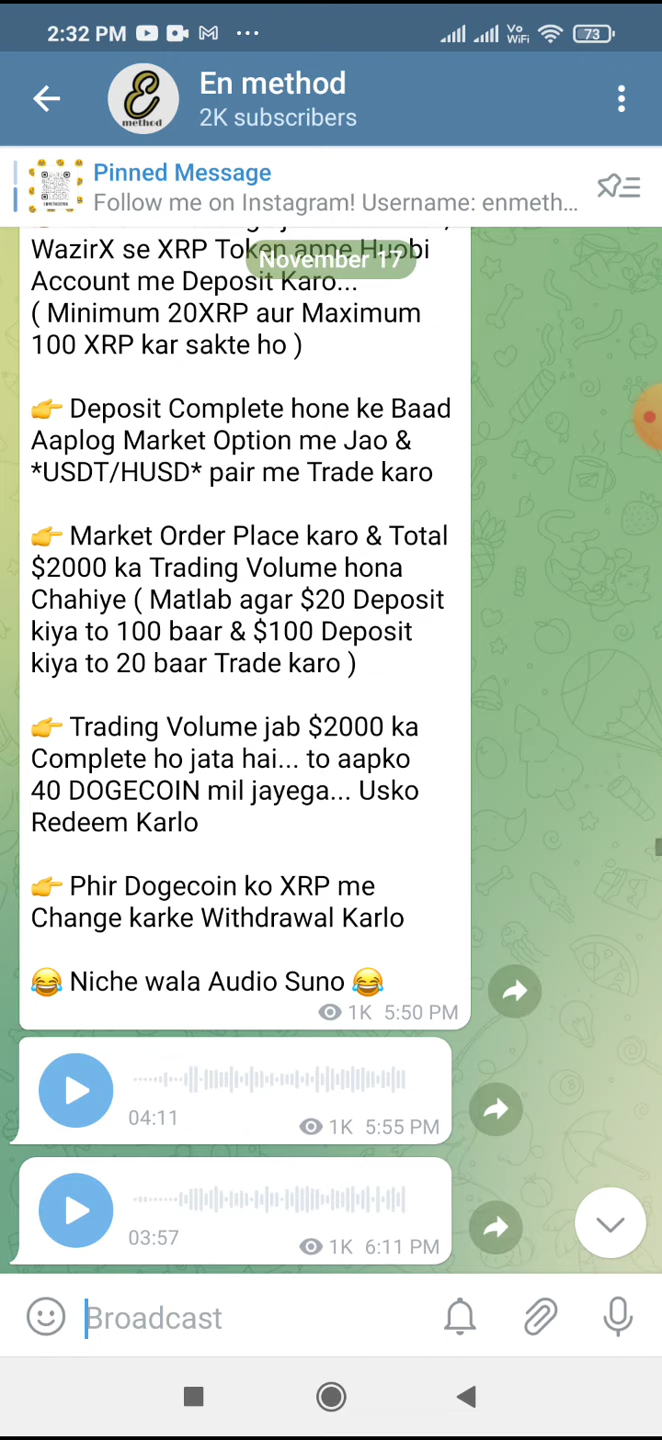 2:32 PM
Vo
WiFi
73
E
method
En method
2K subscribers
Pinned Message
Follow me on Instagram! Username: enmeth...
WazirX se XRP Token apne Huobi
November 17
Account me Deposit Karo...
( Minimum 20XRP aur Maximum
100 XRP kar sakte ho )
👉 Deposit Complete hone ke Baad
Aaplog Market Option me Jao &
*USDT/HUSD* pair me Trade karo
👉 Market Order Place karo & Total
$2000 ka Trading Volume hona
Chahiye ( Matlab agar $20 Deposit
kiya to 100 baar & $100 Deposit
kiya to 20 baar Trade karo )
👉 Trading Volume jab $2000 ka
Complete ho jata hai... to aapko
40 DOGECOIN mil jayega... Usko
Redeem Karlo
👉 Phir Dogecoin ko XRP me
Change karke Withdrawal Karlo
😂 Niche wala Audio Suno 😂
1K 5:50 PM
04:11
1K 5:55 PM
03:57
1K 6:11 PM
Broadcast